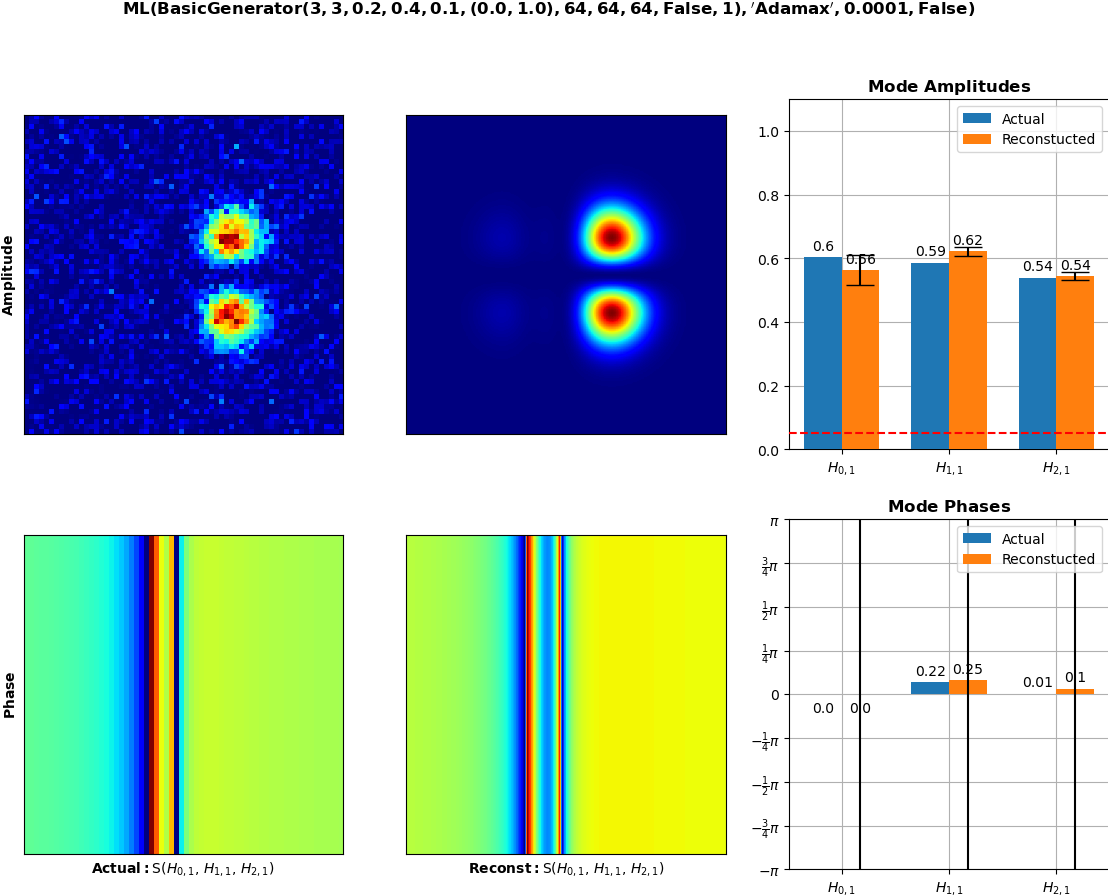 ML(BasicGenerator(3, 3, 0.2, 0.4, 0.1, (0.0, 1.0), 64, 64, 64, False, 1), ′Adamax′, 0.0001, False)
Amplitude
Mode Amplitudes
Actual
Reconstucted
1.0
0.8
0.6
0.4
0.2
0.0
0.6
0.56
0.59
0.62
0.54
0.54
H0, 1
H1, 1
H2, 1
Phase
Actual: S(H0, 1, H1, 1, H2, 1)
Reconst: S(H0, 1, H1, 1, H2, 1)
Mode Phases
Actual
Reconstucted
π
3/4π
1/2π
1/4π
0
−1/4π
−1/2π
−3/4π
−π
0.0
0.0
0.22
0.25
0.01
0.1
H0, 1
H1, 1
H2, 1